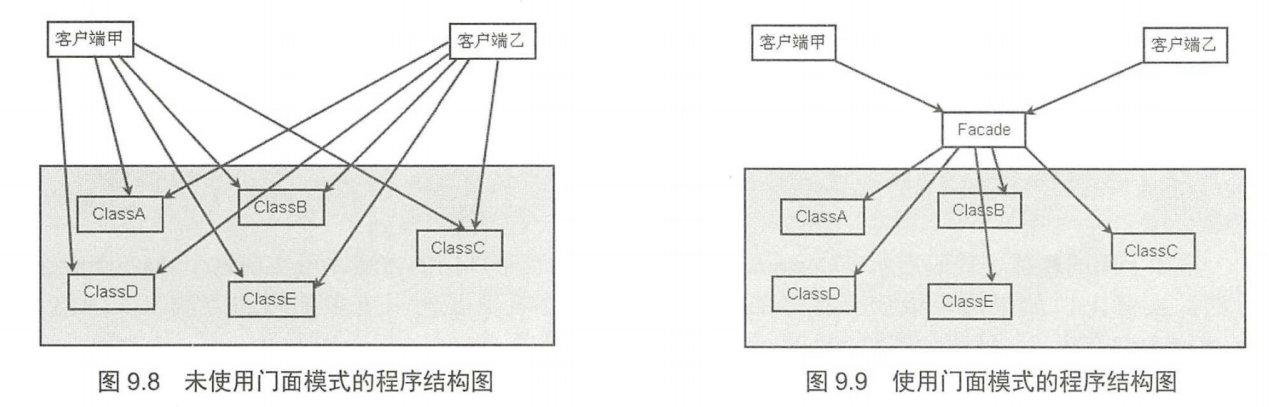 客户端甲
客户端乙
ClassA
ClassB
ClassC
ClassD
ClassE
图 9.8 未使用门面模式的程序结构图
客户端甲
客户端乙
Facade
ClassA
ClassB
ClassC
ClassD
ClassE
图 9.9 使用门面模式的程序结构图